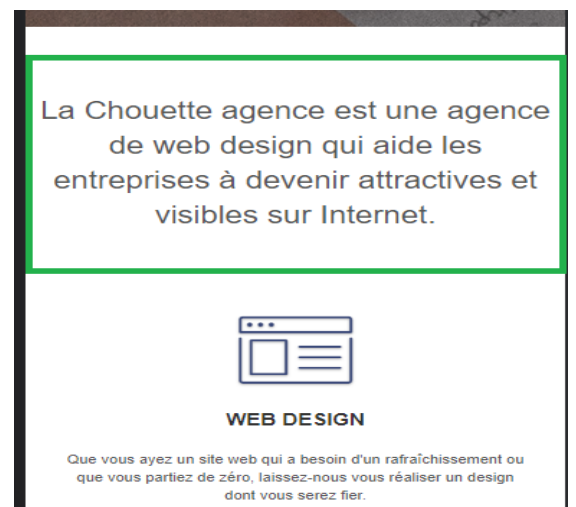 La Chouette agence est une agence
de web design qui aide les
entreprises à devenir attractives et
visibles sur Internet.
WEB DESIGN
Que vous ayez un site web qui a besoin d'un rafraîchissement ou
que vous partiez de zéro, laissez-nous vous réaliser un design
dont vous serez fier.